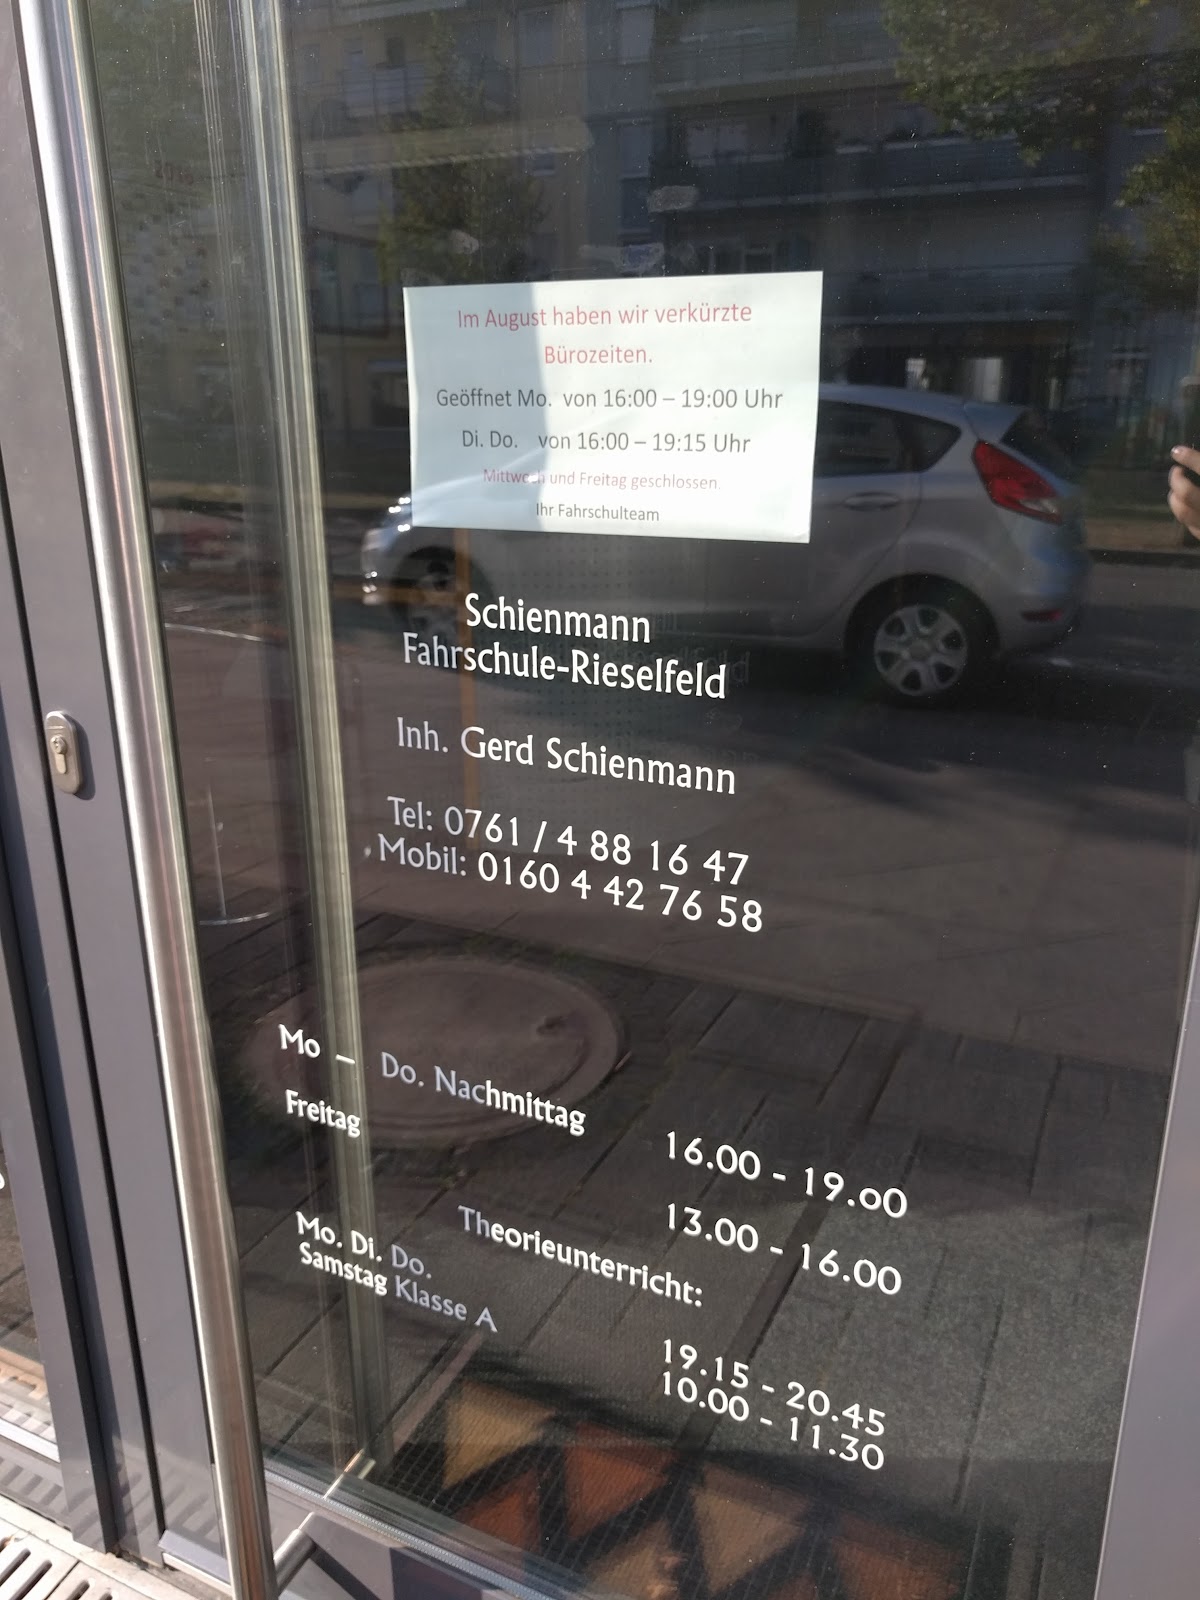 Im August haben wir verkürzte
Bürozeiten.
Geöffnet Mo. von 16:00 – 19:00 Uhr
Di. Do. von 16:00 – 19:15 Uhr
Mittwoch und Freitag geschlossen.
Ihr Fahrschulteam
Schienmann
Fahrschule-Rieselfeld
Inh. Gerd Schienmann
Tel: 0761 / 4 88 16 47
Mobil: 0160 4 42 76 58
Mo – Do. Nachmittag 16.00 - 19.00
Freitag 13.00 - 16.00
Theorieunterricht:
Mo. Di. Do. 19.15 - 20.45
Samstag Klasse A 10.00 - 11.30